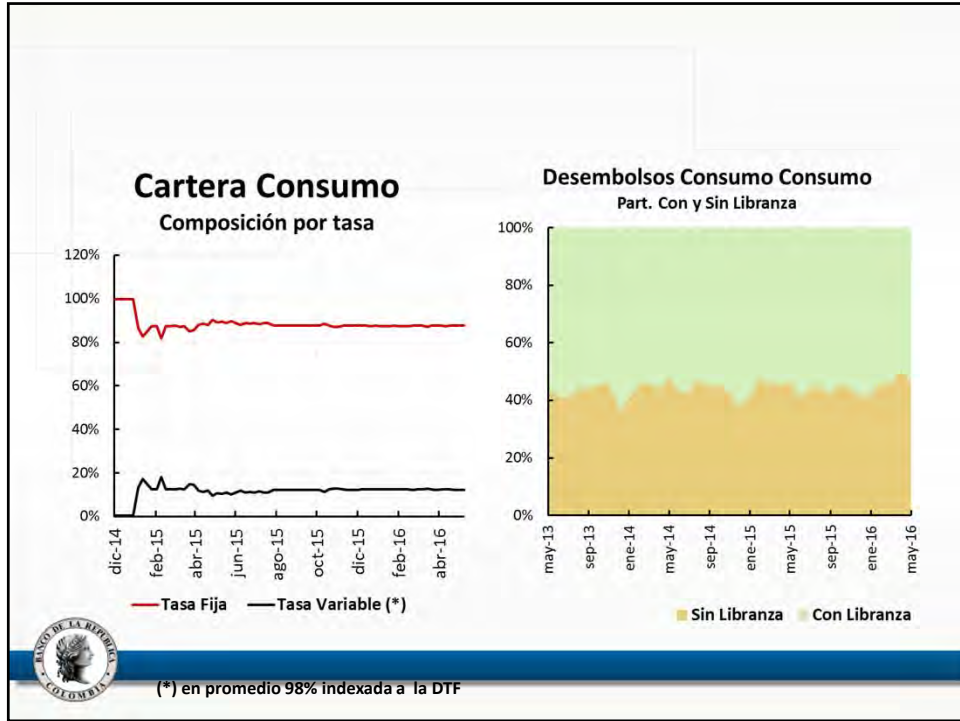 Cartera Consumo
Composición por tasa
120%
100%
80%
60%
40%
20%
0%
dic-14
feb-15
abr-15
jun-15
ago-15
oct-15
dic-15
feb-16
abr-16
Tasa Fija
Tasa Variable (*)
Desembolsos Consumo Consumo
Part. Con y Sin Libranza
100%
80%
60%
40%
20%
0%
may-13
sep-13
ene-14
may-14
sep-14
ene-15
may-15
sep-15
ene-16
may-16
Sin Libranza
Con Libranza
BANCO DE LA REPUBLICA
COLOMBIA
(*) en promedio 98% indexada a la DTF